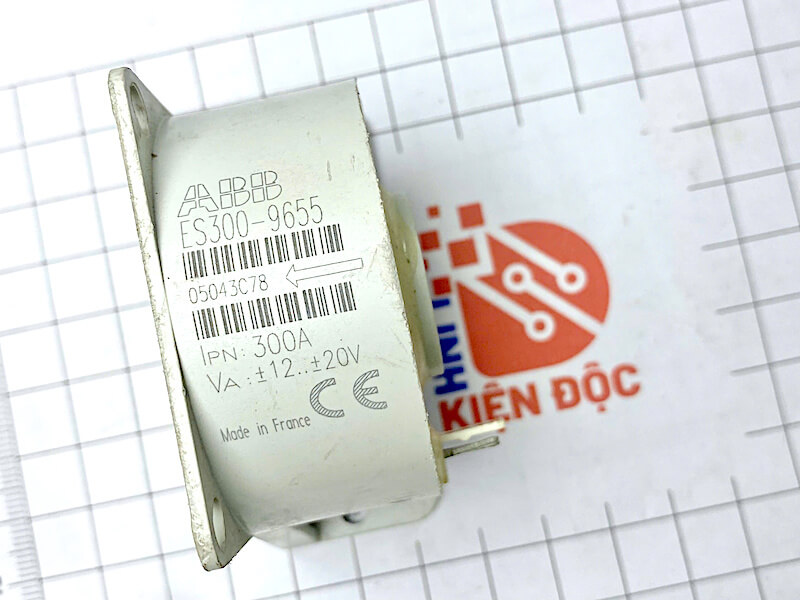 ABB
ES300-9655
05043C78
IPN: 300A
VA: ±12..±20V
CE
Made in France
KIỆN ĐỘC